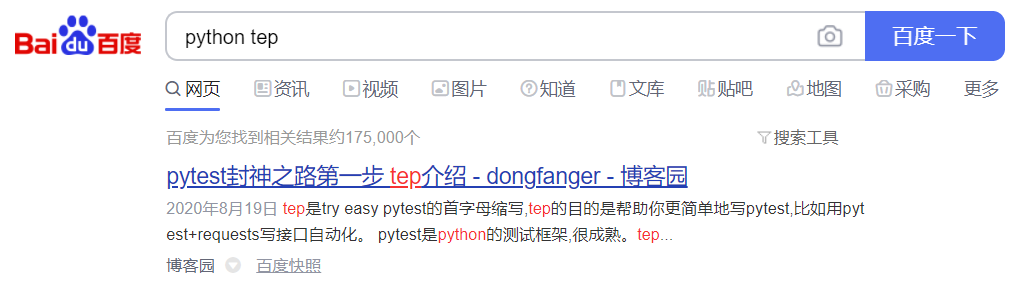 Bai du 百度 python tep 百度一下
网页 资讯 视频 图片 知道 文库 贴吧 地图 采购 更多
百度为您找到相关结果约175,000个 搜索工具
pytest封神之路第一步 tep介绍 - dongfanger - 博客园
2020年8月19日 tep是try easy pytest的首字母缩写,tep的目的是帮助你更简单地写pytest,比如用pyt
est+requests写接口自动化。 pytest是python的测试框架,很成熟。tep...
博客园 百度快照